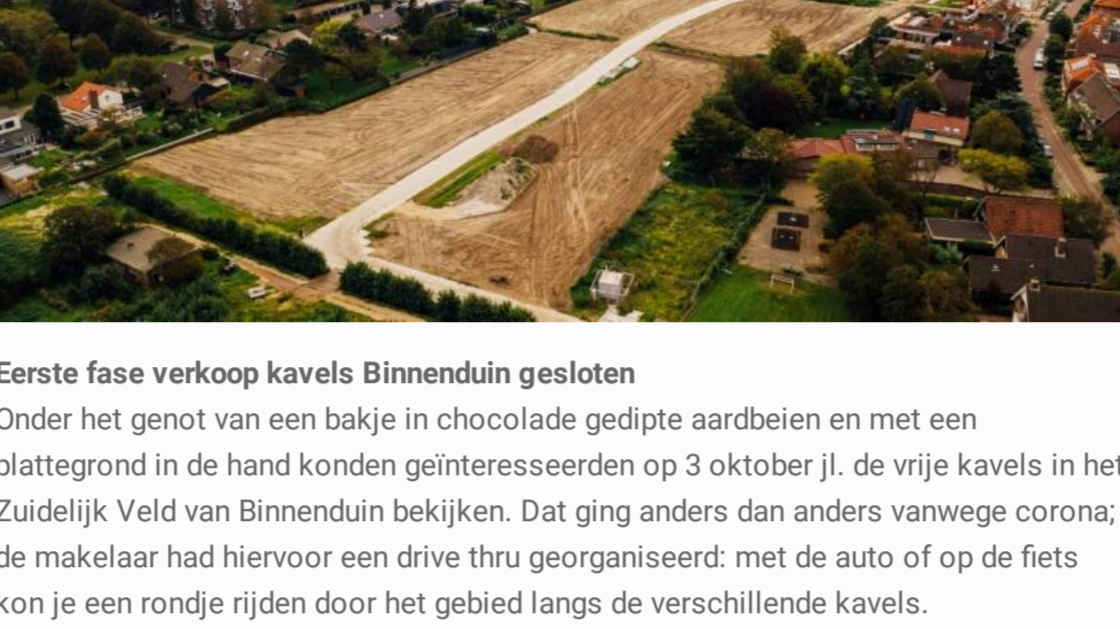 Eerste fase verkoop kavels Binnenduin gesloten
Onder het genot van een bakje in chocolade gedipte aardbeien en met een
plattegrond in de hand konden geïnteresseerden op 3 oktober jl. de vrije kavels in het
Zuidelijk Veld van Binnenduin bekijken. Dat ging anders dan anders vanwege corona;
de makelaar had hiervoor een drive thru georganiseerd: met de auto of op de fiets
kon je een rondje rijden door het gebied langs de verschillende kavels.